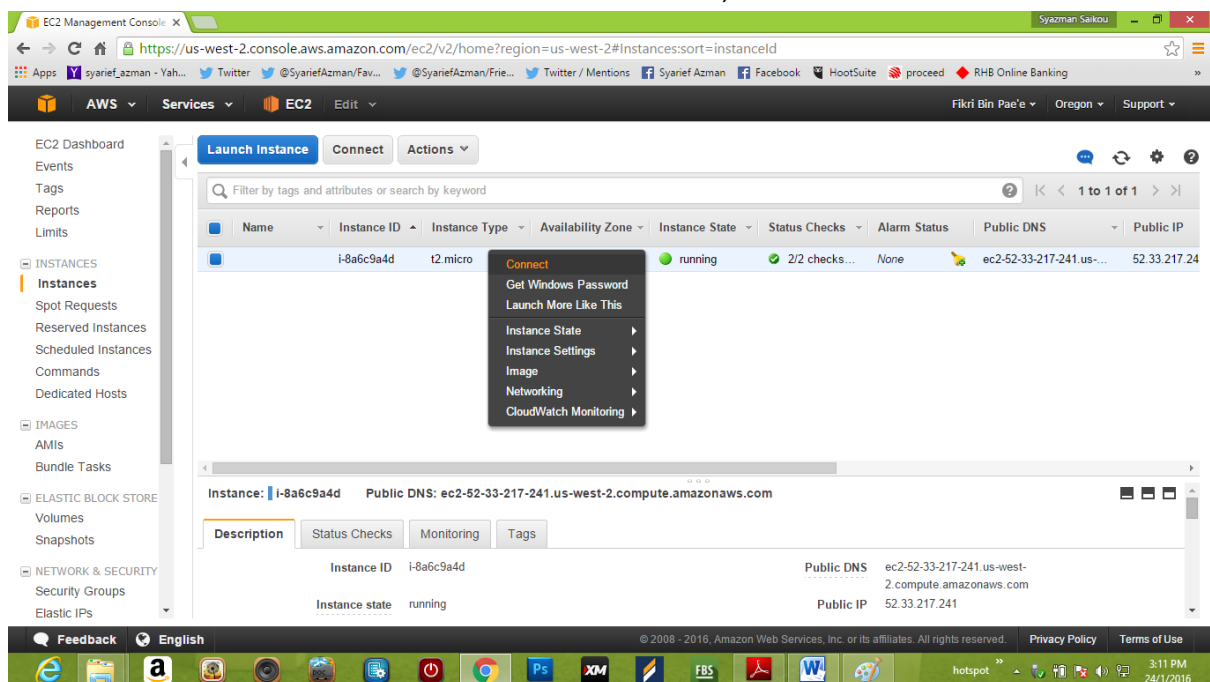 EC2 Management Console
Syazman Saikou
https://us-west-2.console.aws.amazon.com/ec2/v2/home?region=us-west-2#Instances:sort=instanceId
Apps syarief_azman - Yah... Twitter @SyariefAzman/Fav... @SyariefAzman/Frie... Twitter / Mentions Syarief Azman Facebook HootSuite proceed RHB Online Banking »
AWS Services EC2 Edit Fikri Bin Pae'e Oregon Support
EC2 Dashboard
Events
Tags
Reports
Limits
INSTANCES
Instances
Spot Requests
Reserved Instances
Scheduled Instances
Commands
Dedicated Hosts
IMAGES
AMIs
Bundle Tasks
ELASTIC BLOCK STORE
Volumes
Snapshots
NETWORK & SECURITY
Security Groups
Elastic IPs
Launch Instance Connect Actions
Filter by tags and attributes or search by keyword
1 to 1 of 1
Name Instance ID Instance Type Availability Zone Instance State Status Checks Alarm Status Public DNS Public IP
i-8a6c9a4d t2.micro running 2/2 checks... None ec2-52-33-217-241.us-... 52.33.217.24
Connect
Get Windows Password
Launch More Like This
Instance State
Instance Settings
Image
Networking
CloudWatch Monitoring
Instance: i-8a6c9a4d Public DNS: ec2-52-33-217-241.us-west-2.compute.amazonaws.com
Description Status Checks Monitoring Tags
Instance ID i-8a6c9a4d Public DNS ec2-52-33-217-241.us-west-
2.compute.amazonaws.com
Instance state running Public IP 52.33.217.241
Feedback English © 2008 - 2016, Amazon Web Services, Inc. or its affiliates. All rights reserved. Privacy Policy Terms of Use
a Ps XM FBS W hotspot » 3:11 PM
24/1/2016